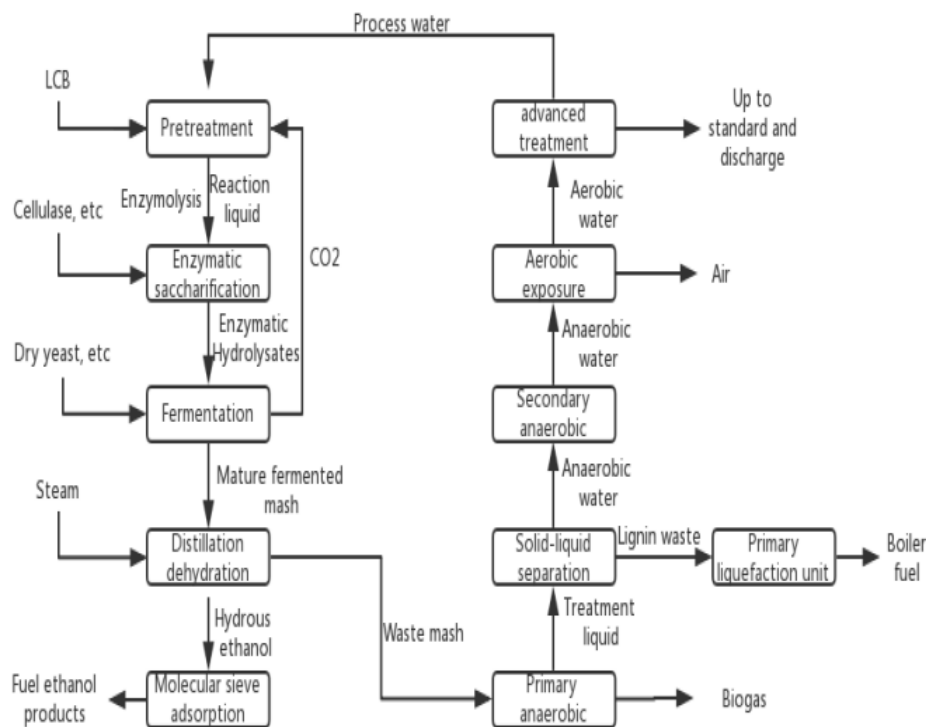 Process water
LCB
Pretreatment
advanced
treatment
Up to
standard and
discharge
Enzymolysis
Reaction
liquid
Aerobic
water
Cellulase, etc
Enzymatic
saccharification
CO2
Aerobic
exposure
Air
Enzymatic
Hydrolysates
Anaerobic
water
Dry yeast, etc
Fermentation
Secondary
anaerobic
Mature fermented
mash
Anaerobic
water
Steam
Distillation
dehydration
Solid-liquid
separation
Lignin waste
Primary
liquefaction unit
Boiler
fuel
Hydrous
ethanol
Waste mash
Treatment
liquid
Fuel ethanol
products
Molecular sieve
adsorption
Primary
anaerobic
Biogas